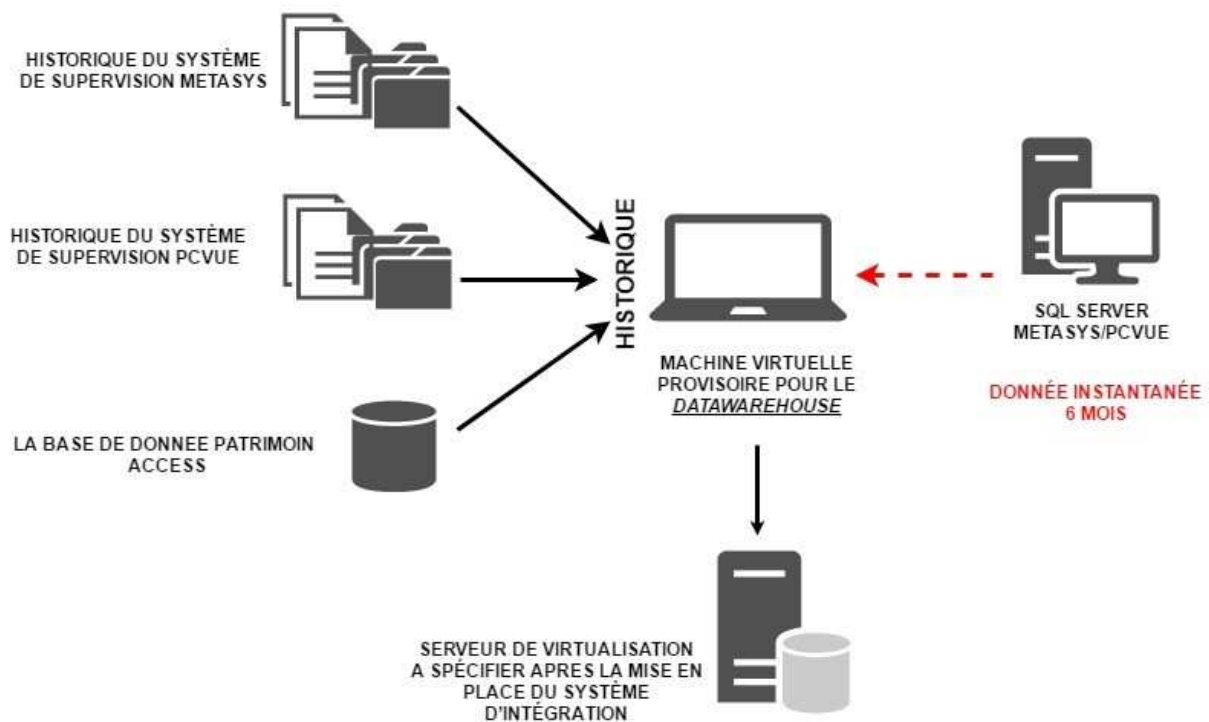 HISTORIQUE DU SYSTÈME
DE SUPERVISION METASYS
HISTORIQUE DU SYSTÈME
DE SUPERVISION PCVUE
LA BASE DE DONNEE PATRIMOIN
ACCESS
HISTORIQUE
MACHINE VIRTUELLE
PROVISOIRE POUR LE
DATAWAREHOUSE
SQL SERVER
METASYS/PCVUE
DONNÉE INSTANTANÉE
6 MOIS
SERVEUR DE VIRTUALISATION
A SPÉCIFIER APRES LA MISE EN
PLACE DU SYSTÈME
D'INTÉGRATION